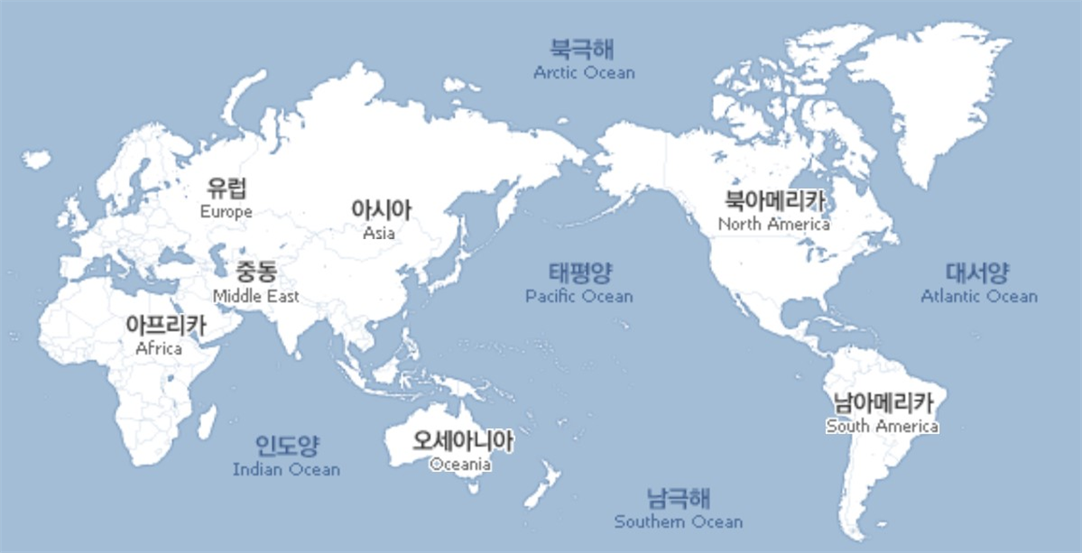 북극해
Arctic Ocean
유럽
Europe
아시아
Asia
북아메리카
North America
중동
Middle East
태평양
Pacific Ocean
대서양
Atlantic Ocean
아프리카
Africa
남아메리카
South America
인도양
Indian Ocean
오세아니아
Oceania
남극해
Southern Ocean